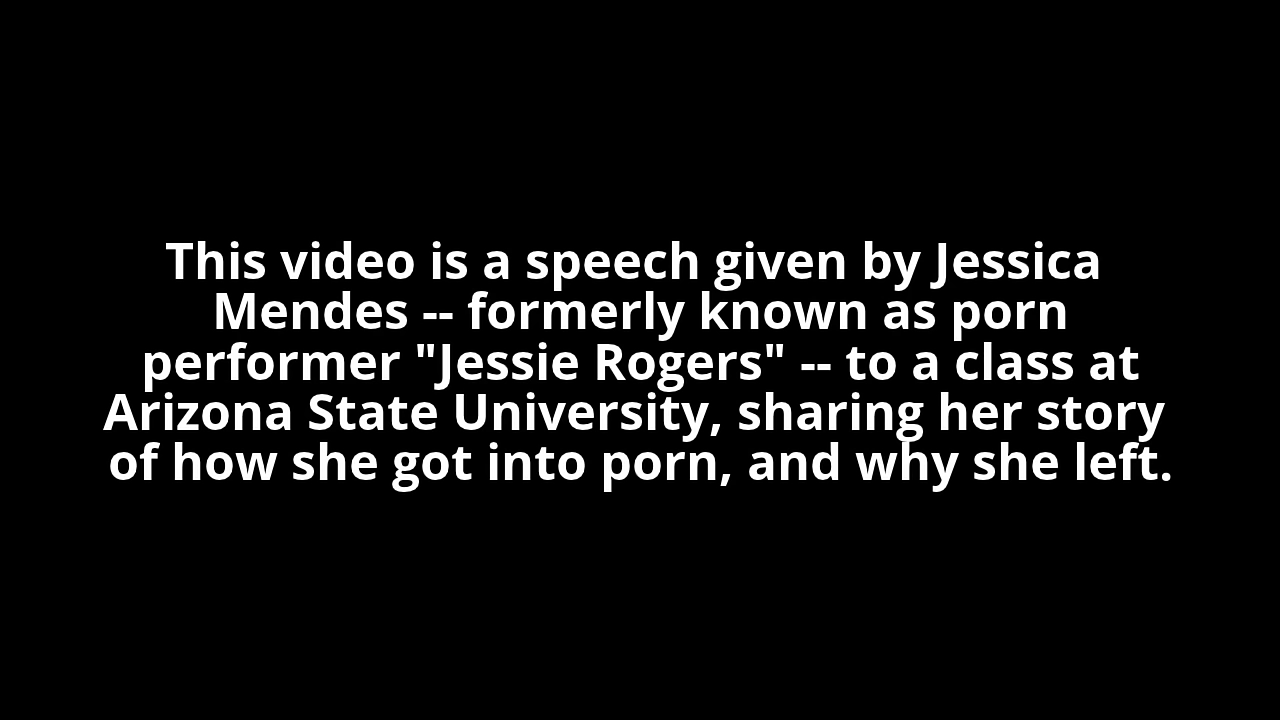 This video is a speech given by Jessica
Mendes -- formerly known as porn
performer "Jessie Rogers" -- to a class at
Arizona State University, sharing her story
of how she got into porn, and why she left.